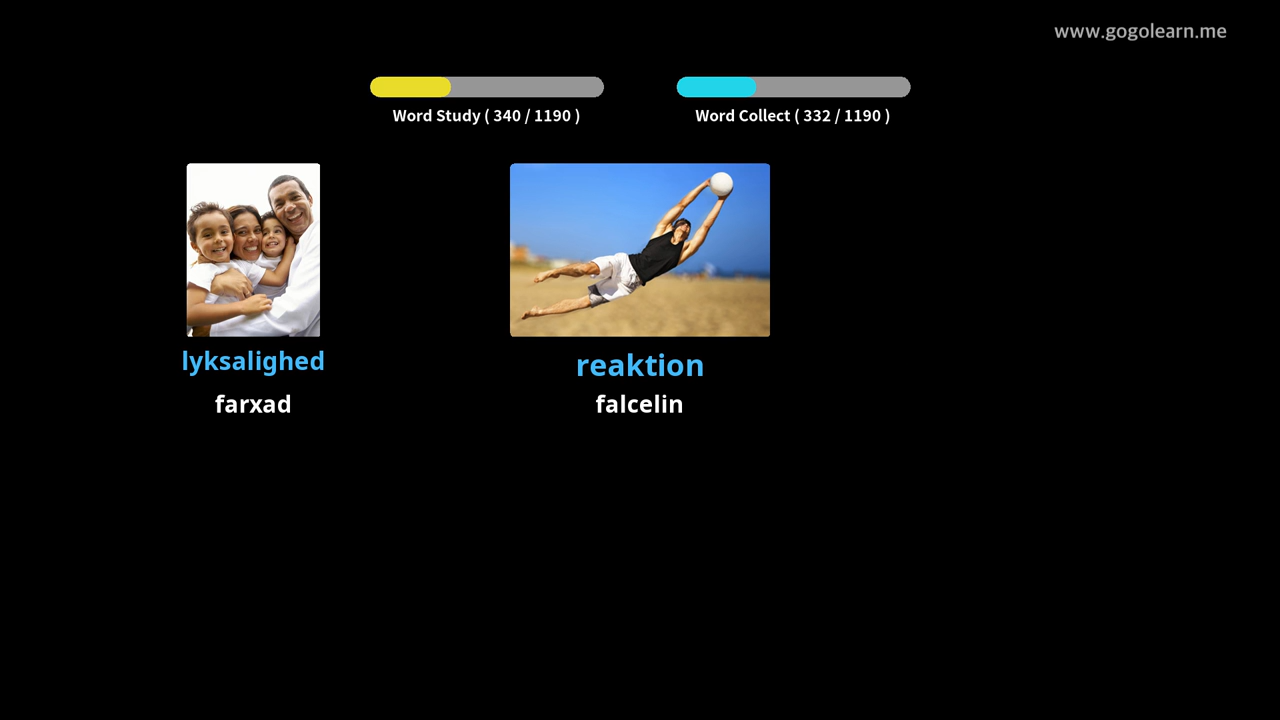 www.gogolearn.me
Word Study ( 340 / 1190 )
Word Collect ( 332 / 1190 )
lyksalighed
farxad
reaktion
falcelin